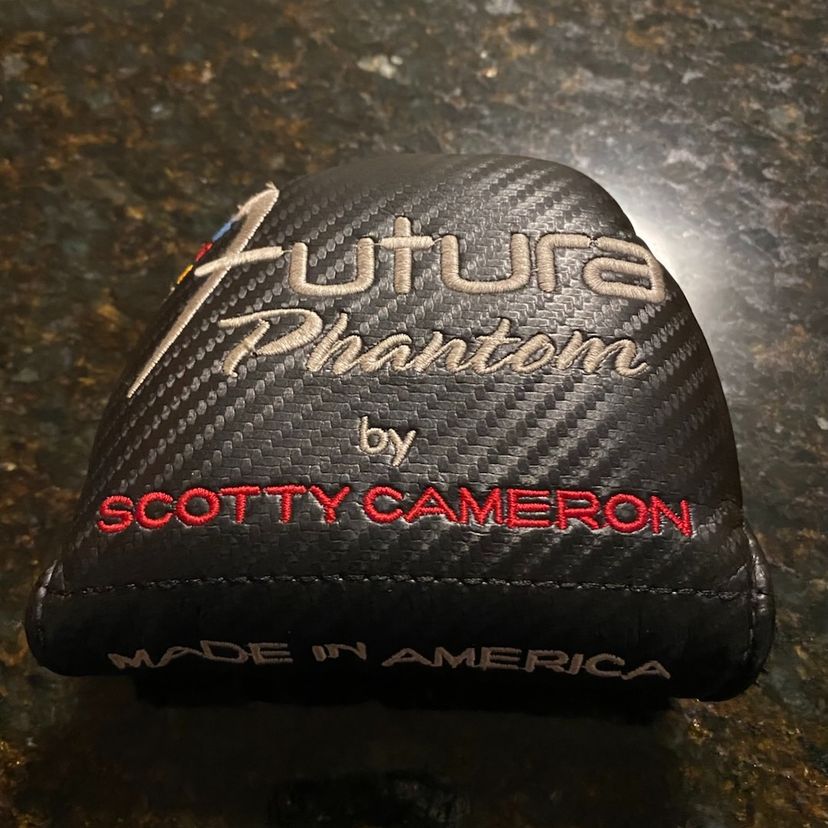 Futura
Phantom
by
SCOTTY CAMERON
MADE IN AMERICA